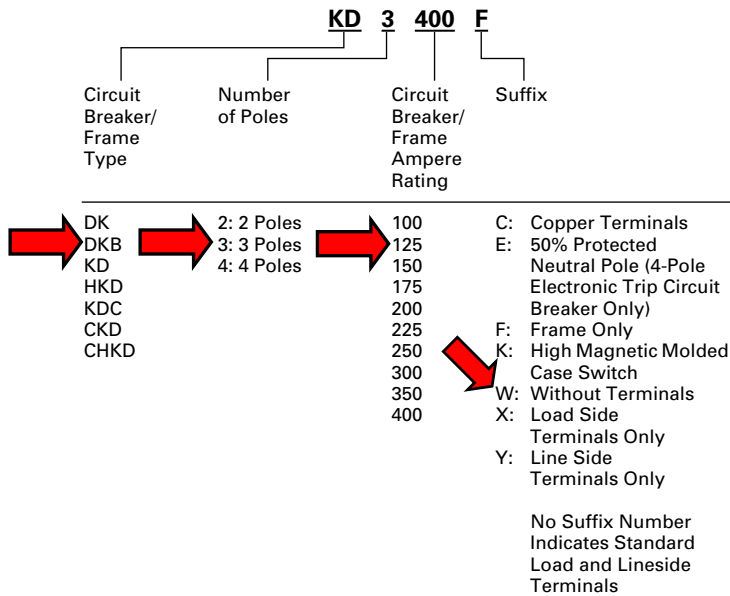 KD 3 400 F
Circuit
Breaker/
Frame
Type
Number
of Poles
Circuit
Breaker/
Frame
Ampere
Rating
Suffix
DK
DKB
KD
HKD
KDC
CKD
CHKD
2: 2 Poles
3: 3 Poles
4: 4 Poles
100
125
150
175
200
225
250
300
350
400
C: Copper Terminals
E: 50% Protected
Neutral Pole (4-Pole
Electronic Trip Circuit
Breaker Only)
F: Frame Only
K: High Magnetic Molded
Case Switch
W: Without Terminals
X: Load Side
Terminals Only
Y: Line Side
Terminals Only
No Suffix Number
Indicates Standard
Load and Lineside
Terminals